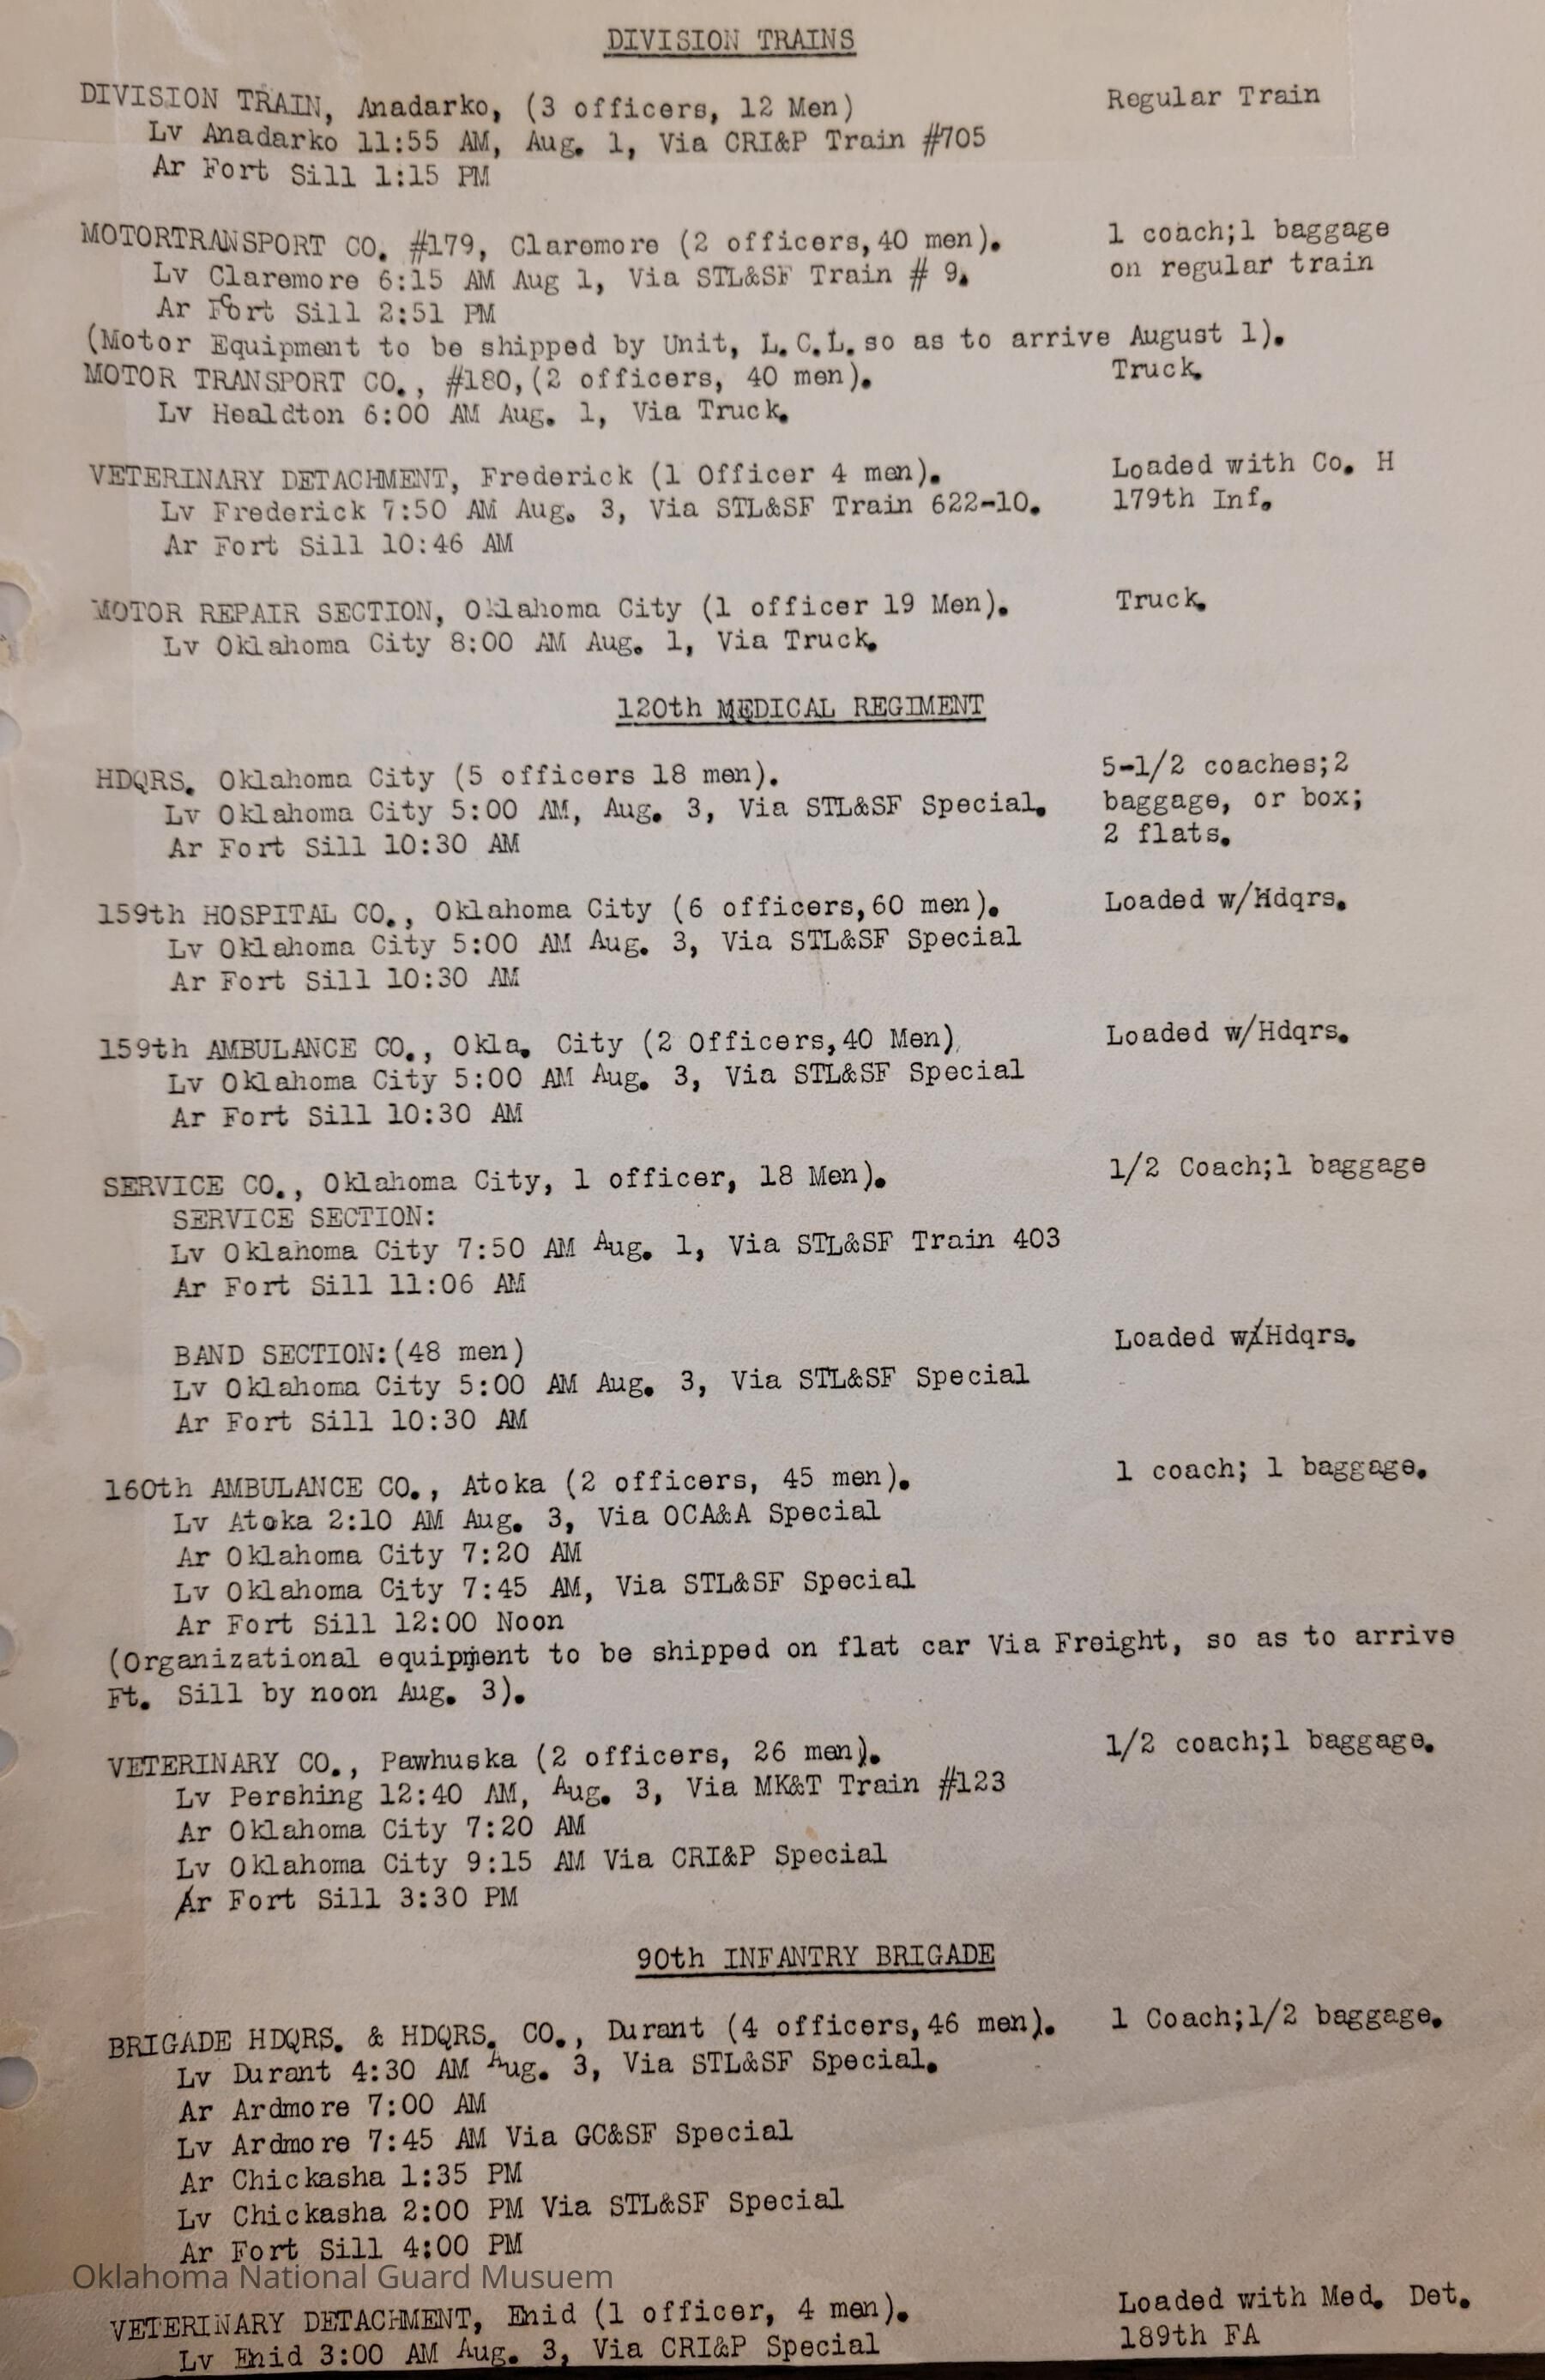 DIVISION TRAINS
DIVISION TRAIN, Anadarko, (3 officers, 12 Men) Regular Train
Lv Anadarko 11:55 AM, Aug. 1, Via CRI&P Train #705
Ar Fort Sill 1:15 PM
MOTORTRANSPORT CO. #179, Claremore (2 officers,40 men). 1 coach;1 baggage
Lv Claremore 6:15 AM Aug 1, Via STL&SF Train # 9. on regular train
Ar Fort Sill 2:51 PM
(Motor Equipment to be shipped by Unit, L.C.L.so as to arrive August 1).
MOTOR TRANSPORT CO., #180,(2 officers, 40 men). Truck.
Lv Healdton 6:00 AM Aug. 1, Via Truck.
VETERINARY DETACHMENT, Frederick (1 Officer 4 men). Loaded with Co. H
Lv Frederick 7:50 AM Aug. 3, Via STL&SF Train 622-10. 179th Inf.
Ar Fort Sill 10:46 AM
MOTOR REPAIR SECTION, Oklahoma City (1 officer 19 Men). Truck.
Lv Oklahoma City 8:00 AM Aug. 1, Via Truck.
120th MEDICAL REGIMENT
HDQRS. Oklahoma City (5 officers 18 men). 5-1/2 coaches;2
Lv Oklahoma City 5:00 AM, Aug. 3, Via STL&SF Special. baggage, or box;
Ar Fort Sill 10:30 AM 2 flats.
159th HOSPITAL CO., Oklahoma City (6 officers,60 men). Loaded w/Hdqrs.
Lv Oklahoma City 5:00 AM Aug. 3, Via STL&SF Special
Ar Fort Sill 10:30 AM
159th AMBULANCE CO., Okla. City (2 Officers,40 Men) Loaded w/Hdqrs.
Lv Oklahoma City 5:00 AM Aug. 3, Via STL&SF Special
Ar Fort Sill 10:30 AM
SERVICE CO., Oklahoma City, 1 officer, 18 Men). 1/2 Coach;1 baggage
SERVICE SECTION:
Lv Oklahoma City 7:50 AM Aug. 1, Via STL&SF Train 403
Ar Fort Sill 11:06 AM
BAND SECTION:(48 men) Loaded w/Hdqrs.
Lv Oklahoma City 5:00 AM Aug. 3, Via STL&SF Special
Ar Fort Sill 10:30 AM
160th AMBULANCE CO., Atoka (2 officers, 45 men). 1 coach; 1 baggage.
Lv Atoka 2:10 AM Aug. 3, Via OCA&A Special
Ar Oklahoma City 7:20 AM
Lv Oklahoma City 7:45 AM, Via STL&SF Special
Ar Fort Sill 12:00 Noon
(Organizational equipment to be shipped on flat car Via Freight, so as to arrive
Ft. Sill by noon Aug. 3).
VETERINARY CO., Pawhuska (2 officers, 26 men). 1/2 coach;1 baggage.
Lv Pershing 12:40 AM, Aug. 3, Via MK&T Train #123
Ar Oklahoma City 7:20 AM
Lv Oklahoma City 9:15 AM Via CRI&P Special
Ar Fort Sill 3:30 PM
90th INFANTRY BRIGADE
BRIGADE HDQRS. & HDQRS. CO., Durant (4 officers,46 men). 1 Coach;1/2 baggage.
Lv Durant 4:30 AM Aug. 3, Via STL&SF Special.
Ar Ardmore 7:00 AM
Lv Ardmore 7:45 AM Via GC&SF Special
Ar Chickasha 1:35 PM
Lv Chickasha 2:00 PM Via STL&SF Special
Ar Fort Sill 4:00 PM
Oklahoma National Guard Musuem
VETERINARY DETACHMENT, Enid (1 officer, 4 men). Loaded with Med. Det.
Lv Enid 3:00 AM Aug. 3, Via CRI&P Special 189th FA